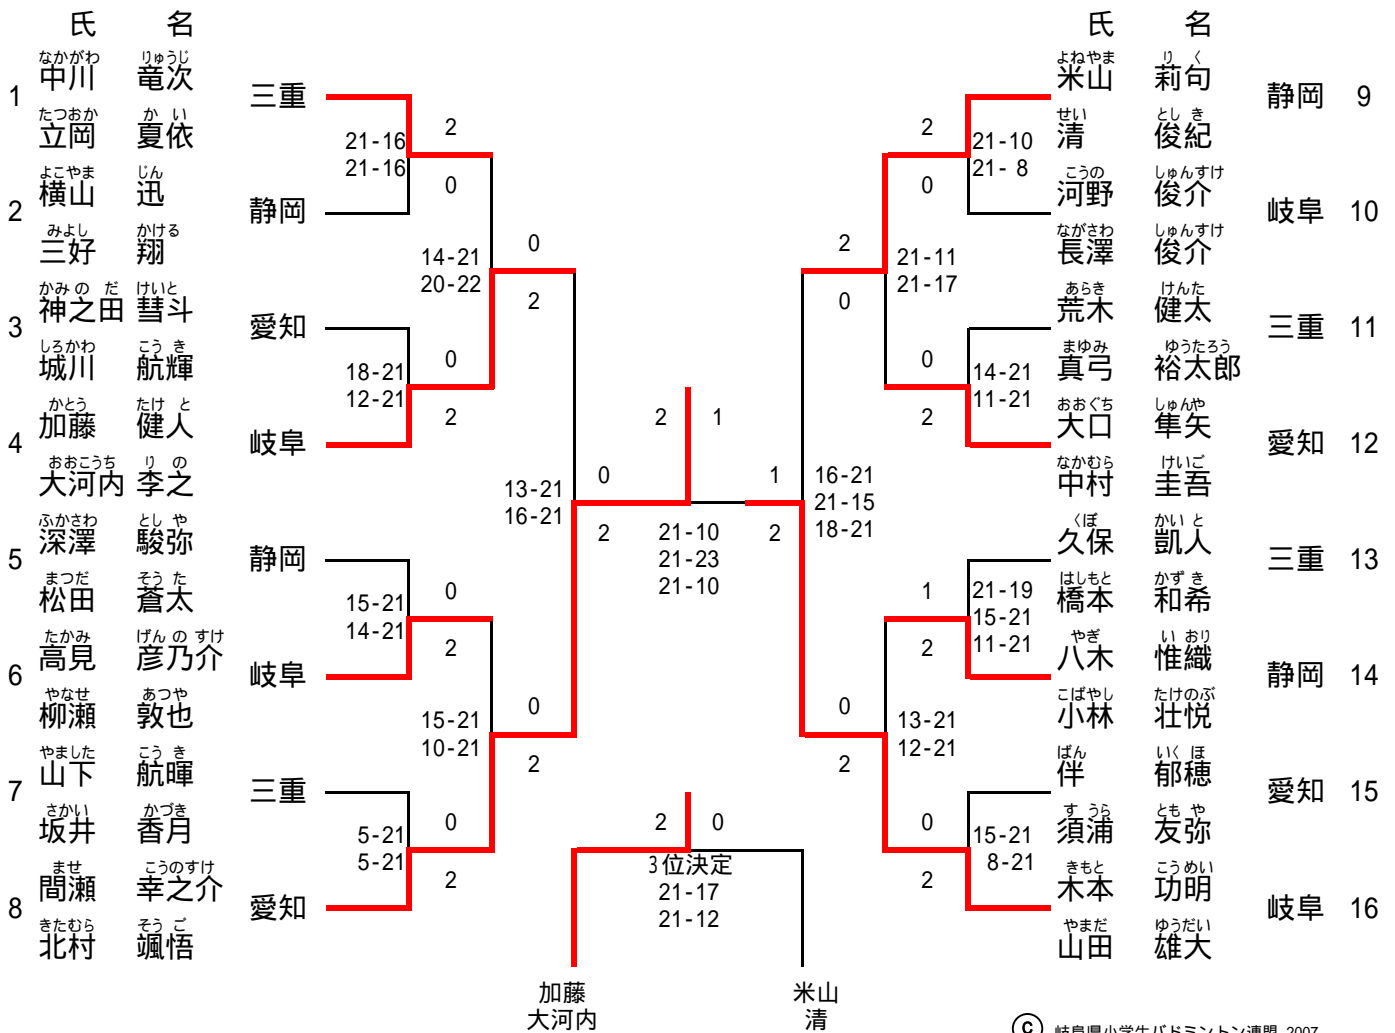 氏 名
なかがわ りゅうじ
1 中川 竜次 三重
たつおか かい
立岡 夏依
よこやま じん
2 横山 迅 静岡
みよし かける
三好 翔
かみのだ けいと
3 神之田 彗斗 愛知
しろかわ こうき
城川 航輝
かとう たけと
4 加藤 健人 岐阜
おおこうち りの
大河内 李之
ふかさわ としや
5 深澤 駿弥 静岡
まつだ そうた
松田 蒼太
たかみ げんのすけ
6 高見 彦乃介 岐阜
やなせ あつや
柳瀬 敦也
やました こうき
7 山下 航暉 三重
さかい かづき
坂井 香月
ませ こうのすけ
8 間瀬 幸之介 愛知
きたむら そうご
北村 颯悟
21-16
21-16
2
0
18-21
12-21
0
2
15-21
14-21
0
2
5-21
5-21
0
2
14-21
20-22
0
2
15-21
10-21
0
2
13-21
16-21
0
2
2 1
21-10
21-23
21-10
2 0
3位決定
21-17
21-12
加藤
大河内
米山
清
1
2
16-21
21-15
18-21
2
0
21-11
21-17
0
2
13-21
12-21
2
0
21-10
21- 8
0
2
14-21
11-21
1
2
21-19
15-21
11-21
0
2
15-21
8-21
氏 名
よねやま りく
米山 莉句 静岡 9
せい としき
清 俊紀
こうの しゅんすけ
河野 俊介 岐阜 10
ながさわ しゅんすけ
長澤 俊介
あらき けんた
荒木 健太 三重 11
まゆみ ゆうたろう
真弓 裕太郎
おおぐち しゅんや
大口 隼矢 愛知 12
なかむら けいご
中村 圭吾
くぼ かいと
久保 凱人 三重 13
はしもと かずき
橋本 和希
やぎ いおり
八木 惟織 静岡 14
こばやし たけのぶ
小林 壮悦
ばん いくほ
伴 郁穂 愛知 15
すうら ともや
須浦 友弥
きもと こうめい
木本 功明 岐阜 16
やまだ ゆうだい
山田 雄大
© 岐阜県小学生バドミントン連盟 2007